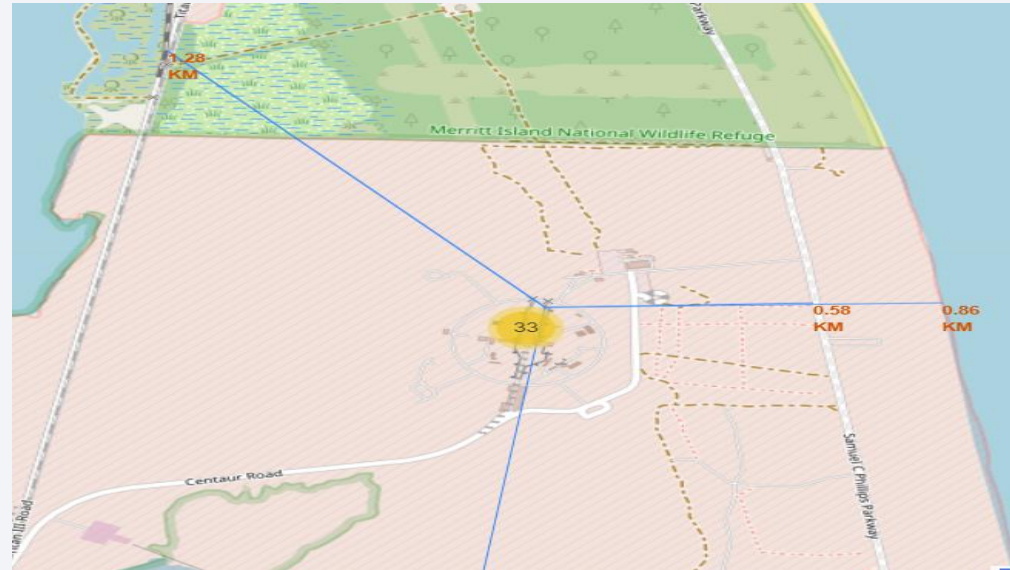 Parkway
1.28
KM
Merritt Island National Wildlife Refuge
33
0.58
KM
0.86
KM
Samuel C Phillips Parkway
Centaur Road